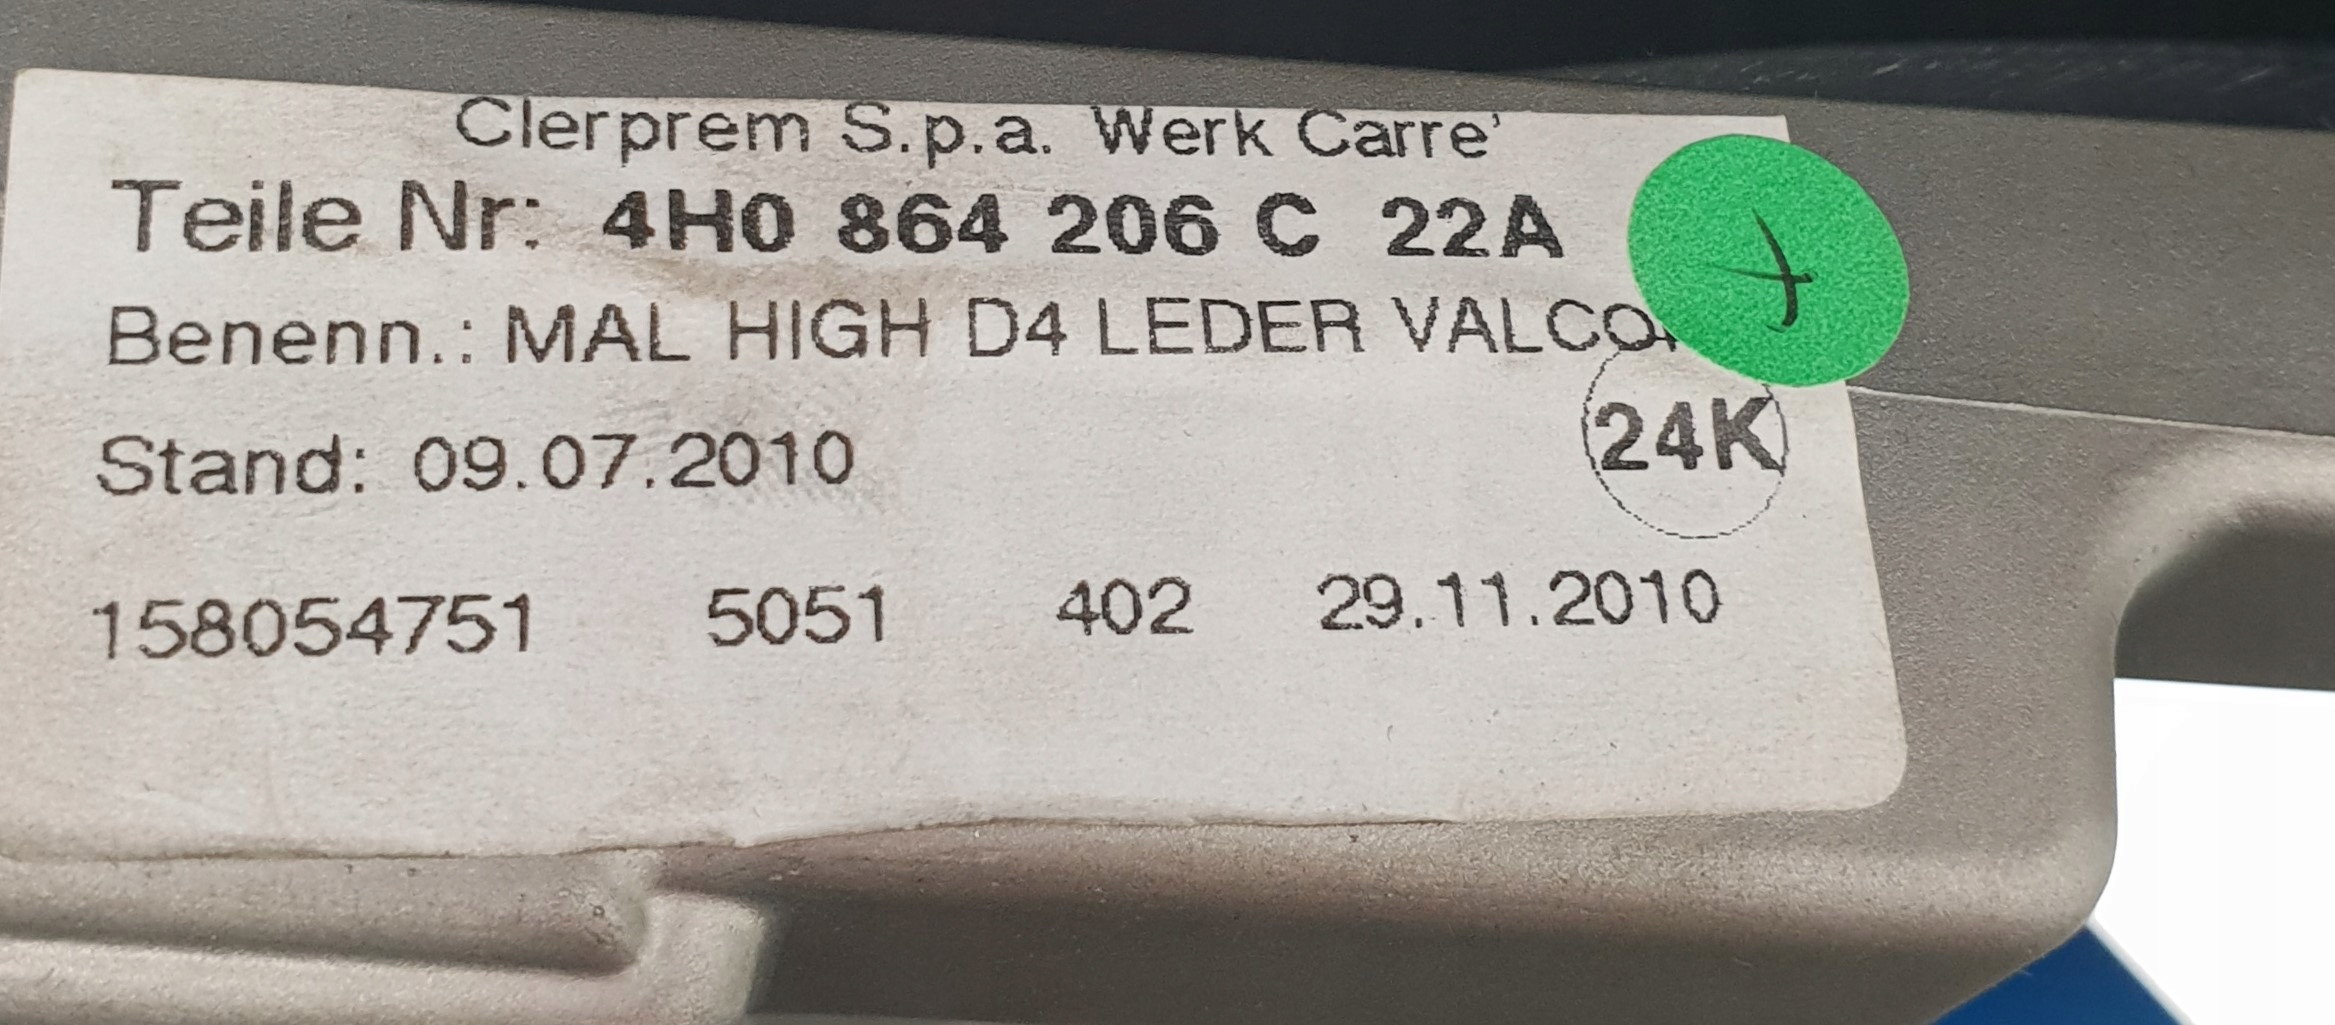 Clerprem S.p.a. Werk Carre'
Teile Nr: 4H0 864 206 C 22A
Benenn.: MAL HIGH D4 LEDER
Stand: 09.07.2010
24K
158054751 5051 402 29.11.2010